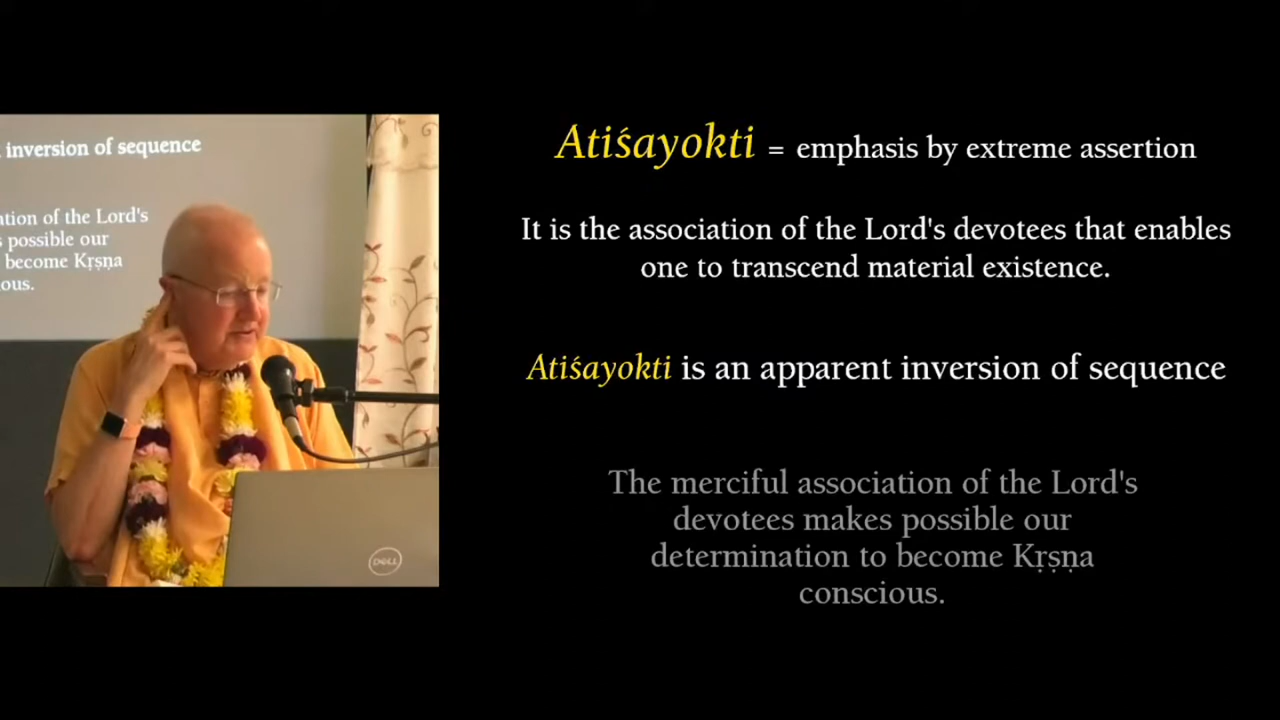 inversion of sequence
ation of the Lord's
possible our
become Kṛṣṇa
ous.
DELL
Atiśayokti = emphasis by extreme assertion
It is the association of the Lord's devotees that enables
one to transcend material existence.
Atiśayokti is an apparent inversion of sequence
The merciful association of the Lord's
devotees makes possible our
determination to become Kṛṣṇa
conscious.